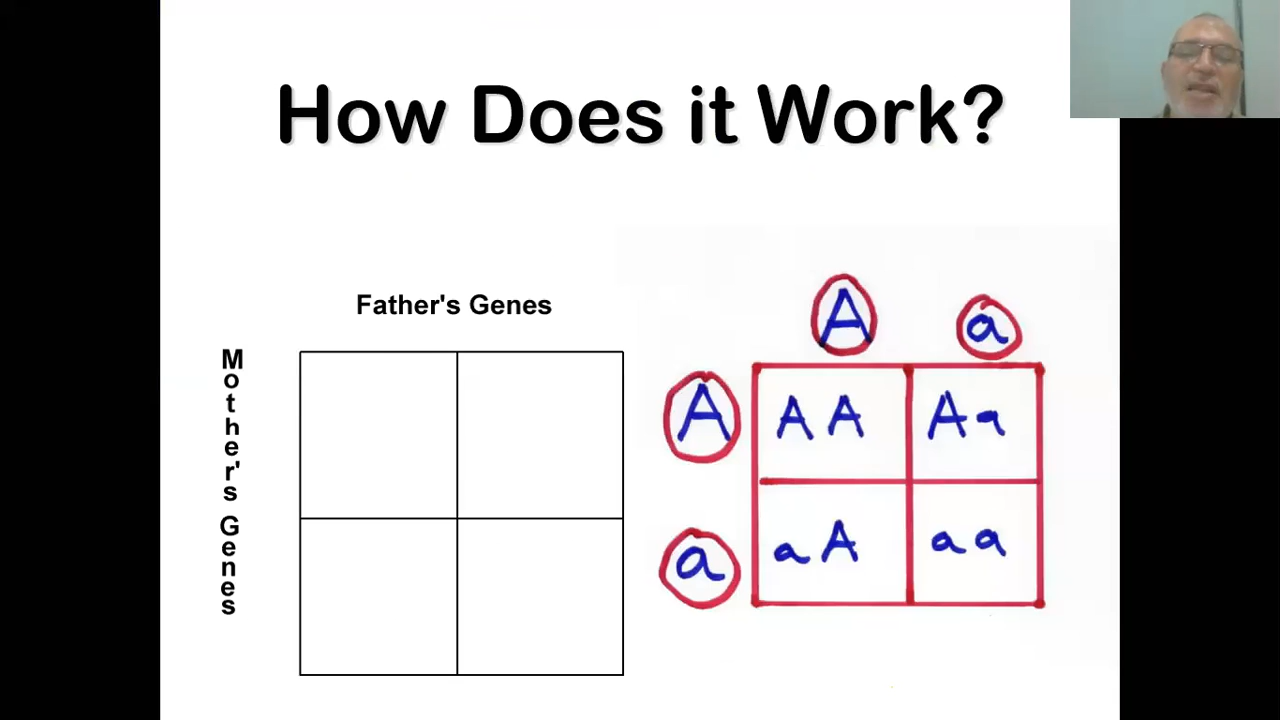 How Does it Work?
Father's Genes
Mother's Genes
A a
A AA Aa
a aA aa